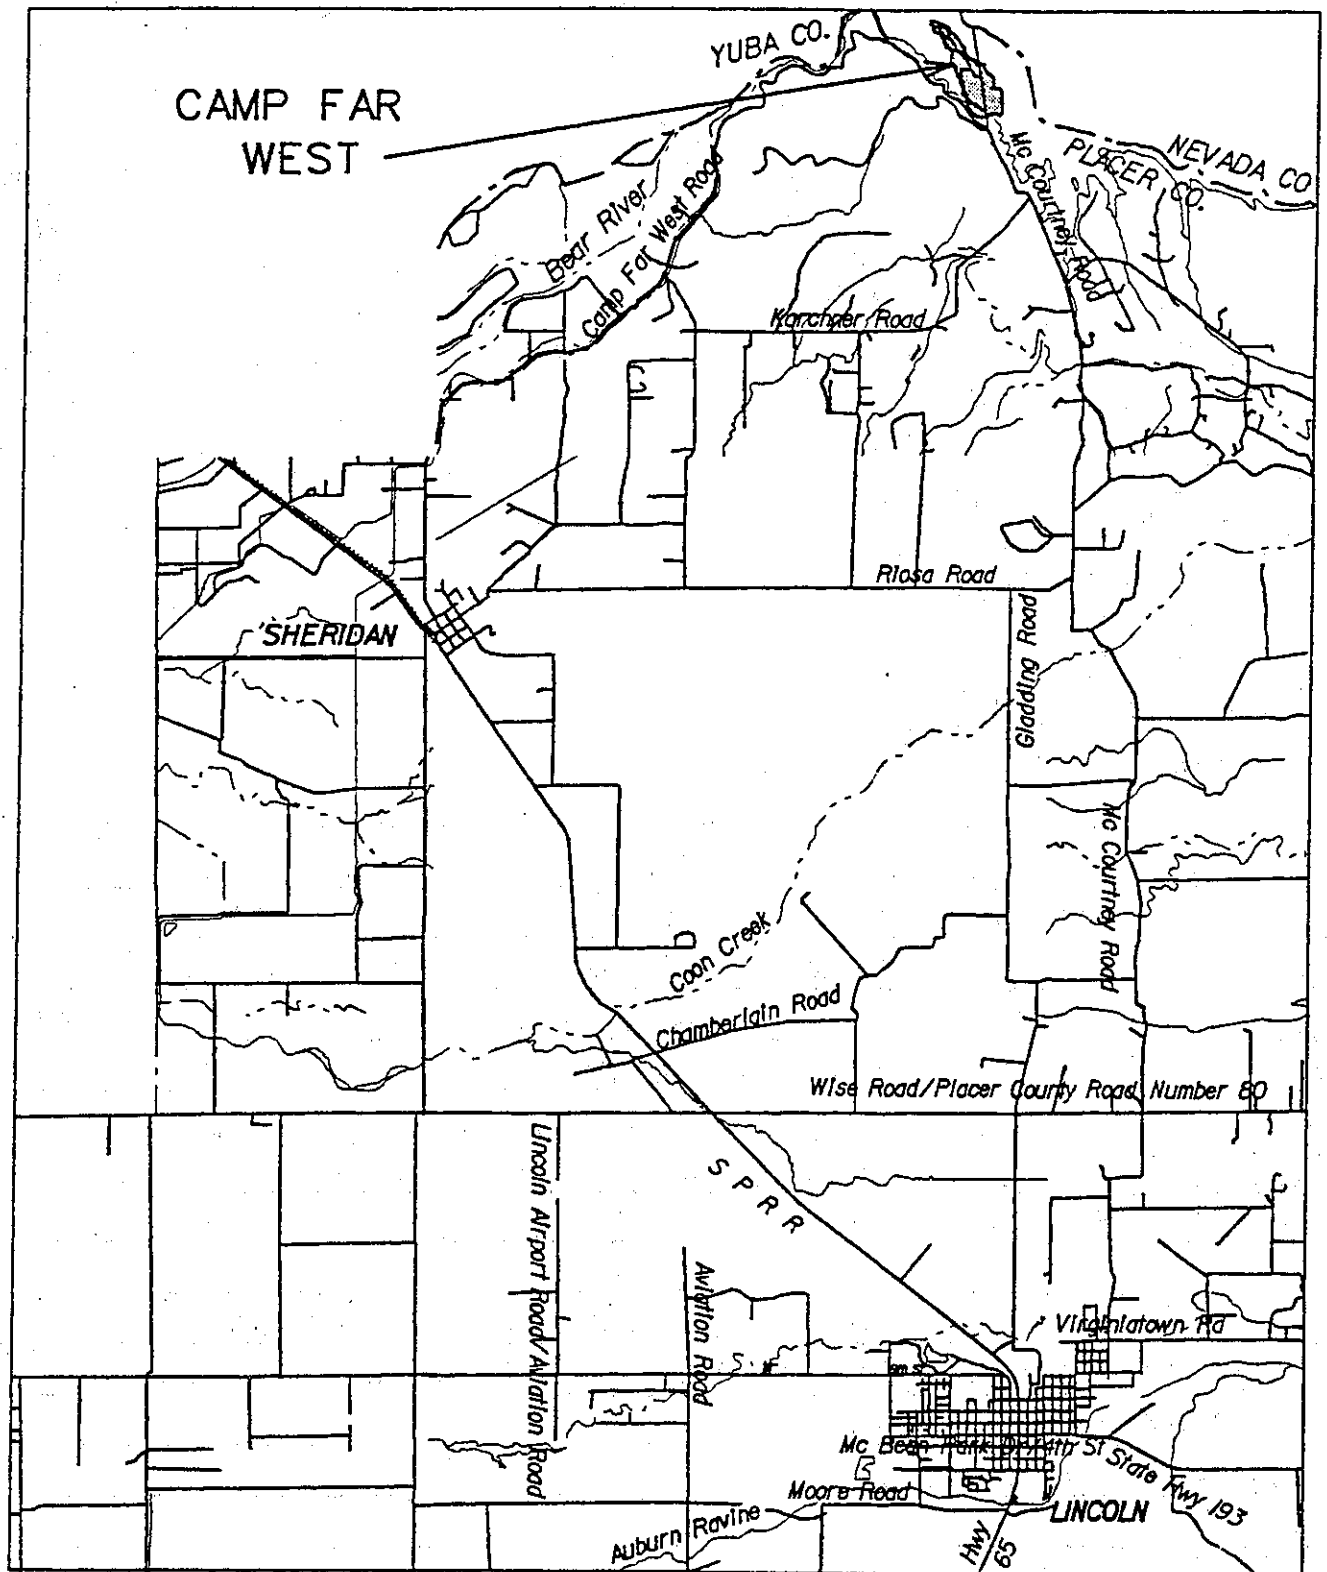 YUBA CO.
CAMP FAR
WEST
NEVADA CO
PLACER CO.
Mc Courtney Road
Bear River
Camp Far West Road
Karchner Road
Riosa Road
SHERIDAN
Gladding Road
Mc Courtney Road
Coon Creek
Chamberlain Road
Wise Road/Placer County Road Number 80
Lincoln Airport Road/Aviation Road
S P R R
Aviation Road
Virginiatown Rd
Mc Bean Park Dr/4th St
State Hwy 193
Moore Road
LINCOLN
Auburn Ravine
Hwy
65